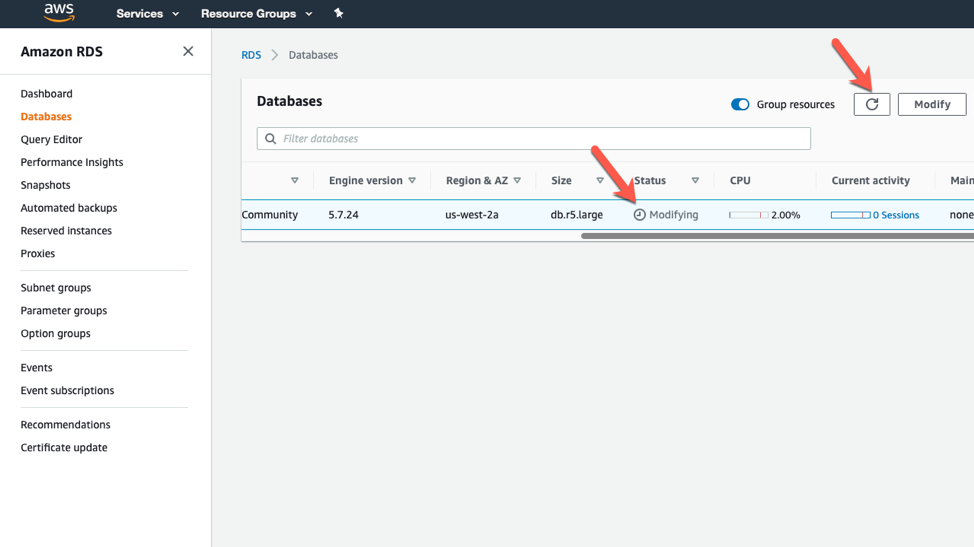 aws
Services
Resource Groups
Amazon RDS
Dashboard
Databases
Query Editor
Performance Insights
Snapshots
Automated backups
Reserved instances
Proxies
Subnet groups
Parameter groups
Option groups
Events
Event subscriptions
Recommendations
Certificate update
RDS > Databases
Databases
Group resources
Modify
Filter databases
Engine version Region & AZ Size Status CPU Current activity Main
Community 5.7.24 us-west-2a db.r5.large Modifying 2.00% 0 Sessions none